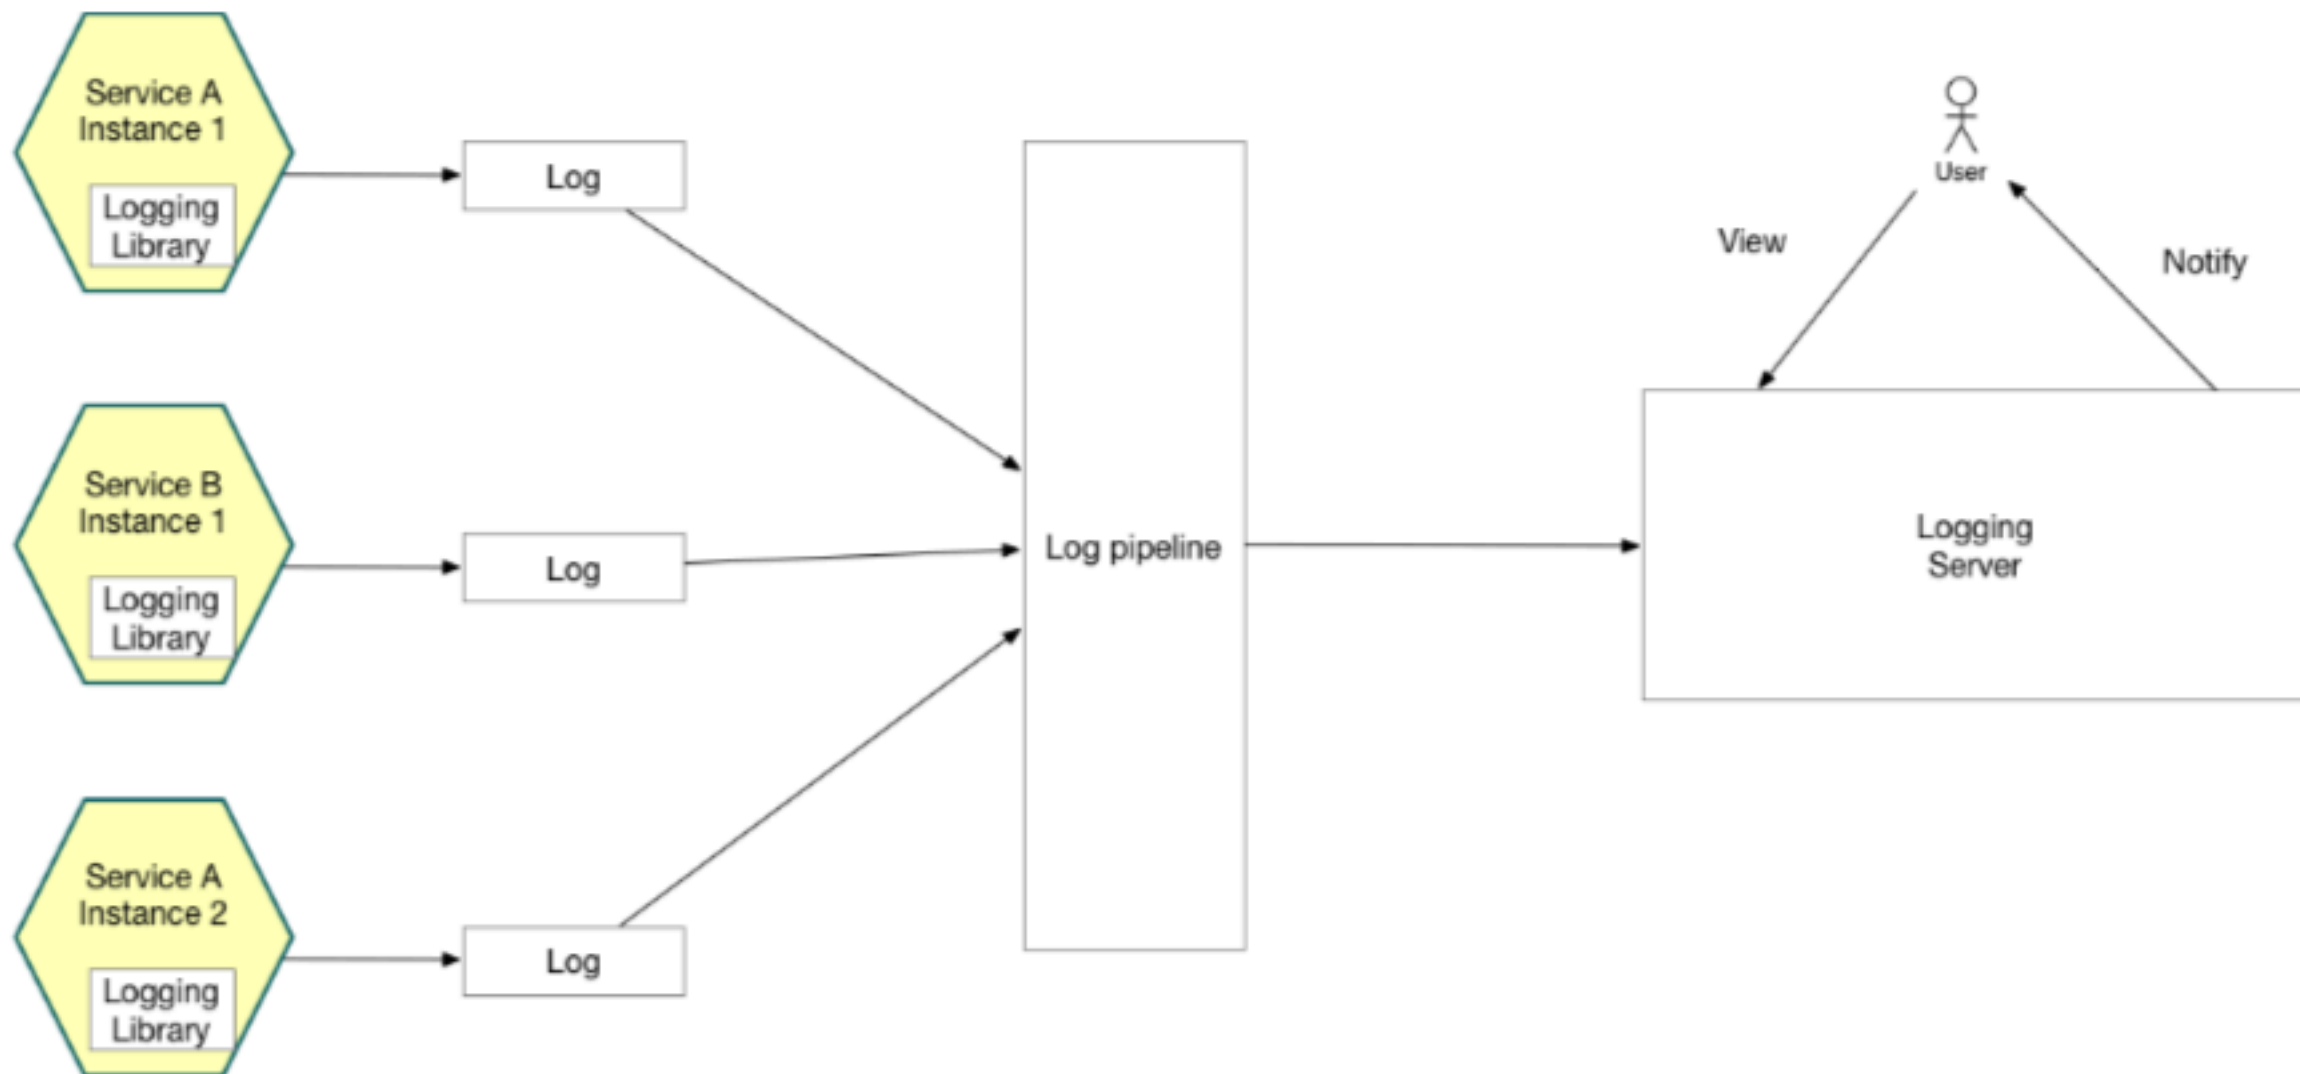 Service A
Instance 1
Logging
Library
Log
Service B
Instance 1
Logging
Library
Log
Service A
Instance 2
Logging
Library
Log
Log pipeline
User
View
Notify
Logging
Server